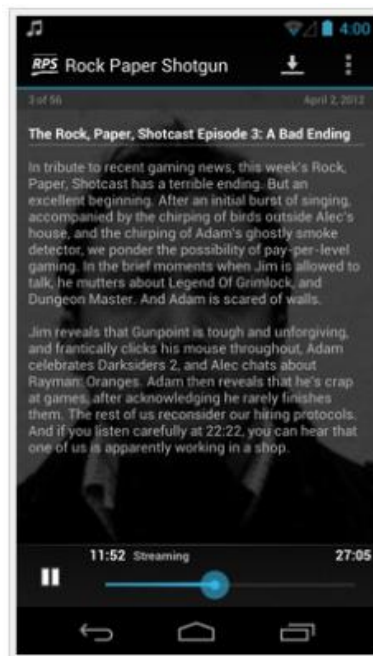 4:00
RPS Rock Paper Shotgun
3 of 56 April 2, 2012
The Rock, Paper, Shotcast Episode 3: A Bad Ending
In tribute to recent gaming news, this week's Rock,
Paper, Shotcast has a terrible ending. But an
excellent beginning. After an initial burst of singing,
accompanied by the chirping of birds outside Alec's
house, and the chirping of Adam's ghostly smoke
detector, we ponder the possibility of pay-per-level
gaming. In the brief moments when Jim is allowed to
talk, he mutters about Legend Of Grimlock, and
Dungeon Master. And Adam is scared of walls.
Jim reveals that Gunpoint is tough and unforgiving,
and frantically clicks his mouse throughout, Adam
celebrates Darksiders 2, and Alec chats about
Rayman: Oranges. Adam then reveals that he's crap
at games, after acknowledging he rarely finishes
them. The rest of us reconsider our hiring protocols.
And if you listen carefully at 22:22, you can hear that
one of us is apparently working in a shop.
11:52 Streaming 27:05